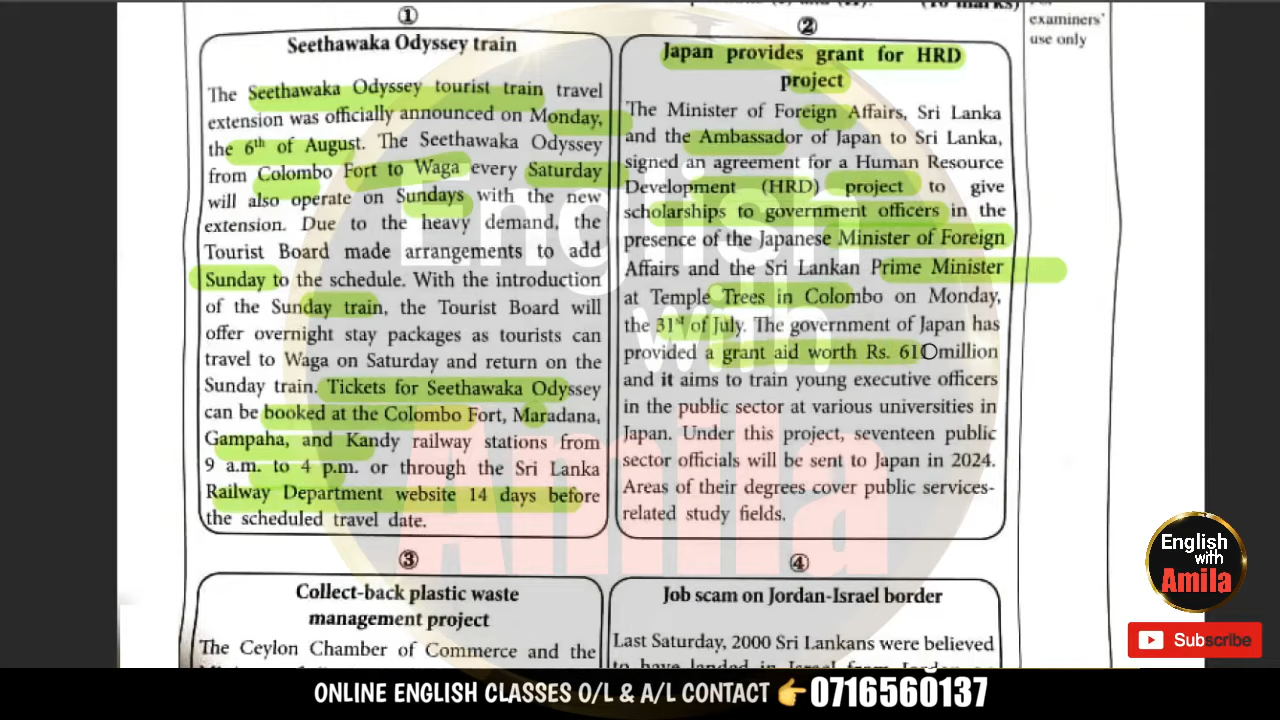 (10 marks)
examiners'
use only
①
Seethawaka Odyssey train
The Seethawaka Odyssey tourist train travel
extension was officially announced on Monday,
the 6th of August. The Seethawaka Odyssey
from Colombo Fort to Waga every Saturday
will also operate on Sundays with the new
extension. Due to the heavy demand, the
Tourist Board made arrangements to add
Sunday to the schedule. With the introduction
of the Sunday train, the Tourist Board will
offer overnight stay packages as tourists can
travel to Waga on Saturday and return on the
Sunday train. Tickets for Seethawaka Odyssey
can be booked at the Colombo Fort, Maradana,
Gampaha, and Kandy railway stations from
9 a.m. to 4 p.m. or through the Sri Lanka
Railway Department website 14 days before
the scheduled travel date.
②
Japan provides grant for HRD
project
The Minister of Foreign Affairs, Sri Lanka
and the Ambassador of Japan to Sri Lanka,
signed an agreement for a Human Resource
Development (HRD) project to give
scholarships to government officers in the
presence of the Japanese Minister of Foreign
Affairs and the Sri Lankan Prime Minister
at Temple Trees in Colombo on Monday,
the 31st of July. The government of Japan has
provided a grant aid worth Rs. 610 million
and it aims to train young executive officers
in the public sector at various universities in
Japan. Under this project, seventeen public
sector officials will be sent to Japan in 2024.
Areas of their degrees cover public services-
related study fields.
③
Collect-back plastic waste
management project
The Ceylon Chamber of Commerce and the
④
Job scam on Jordan-Israel border
Last Saturday, 2000 Sri Lankans were believed
to have landed in Israel from Jordan
English
with
Amila
English
with
Amila
Subscribe
ONLINE ENGLISH CLASSES O/L & A/L CONTACT 👉0716560137